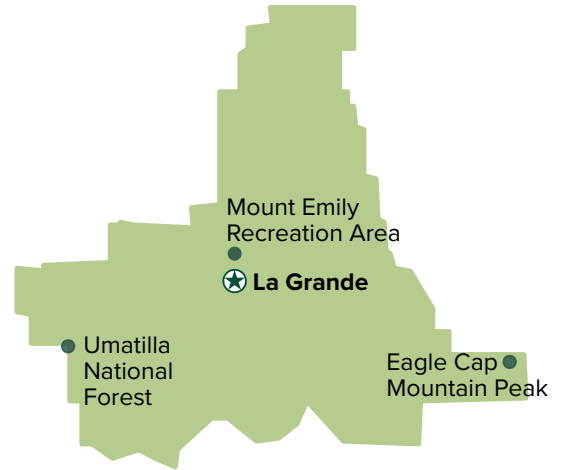 Mount Emily
Recreation Area
La Grande
Umatilla
National
Forest
Eagle Cap
Mountain Peak